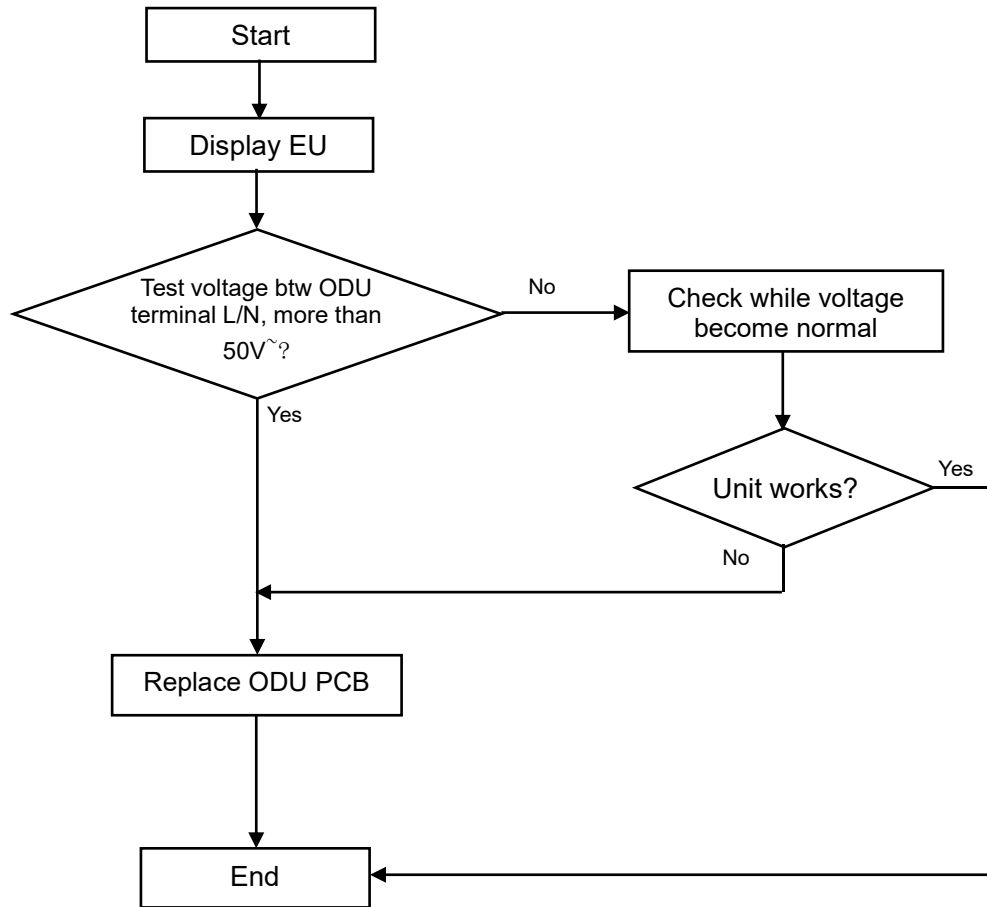 Start
Display EU
Test voltage btw ODU
terminal L/N, more than
50V~?
No
Check while voltage
become normal
Yes
Unit works?
Yes
No
Replace ODU PCB
End